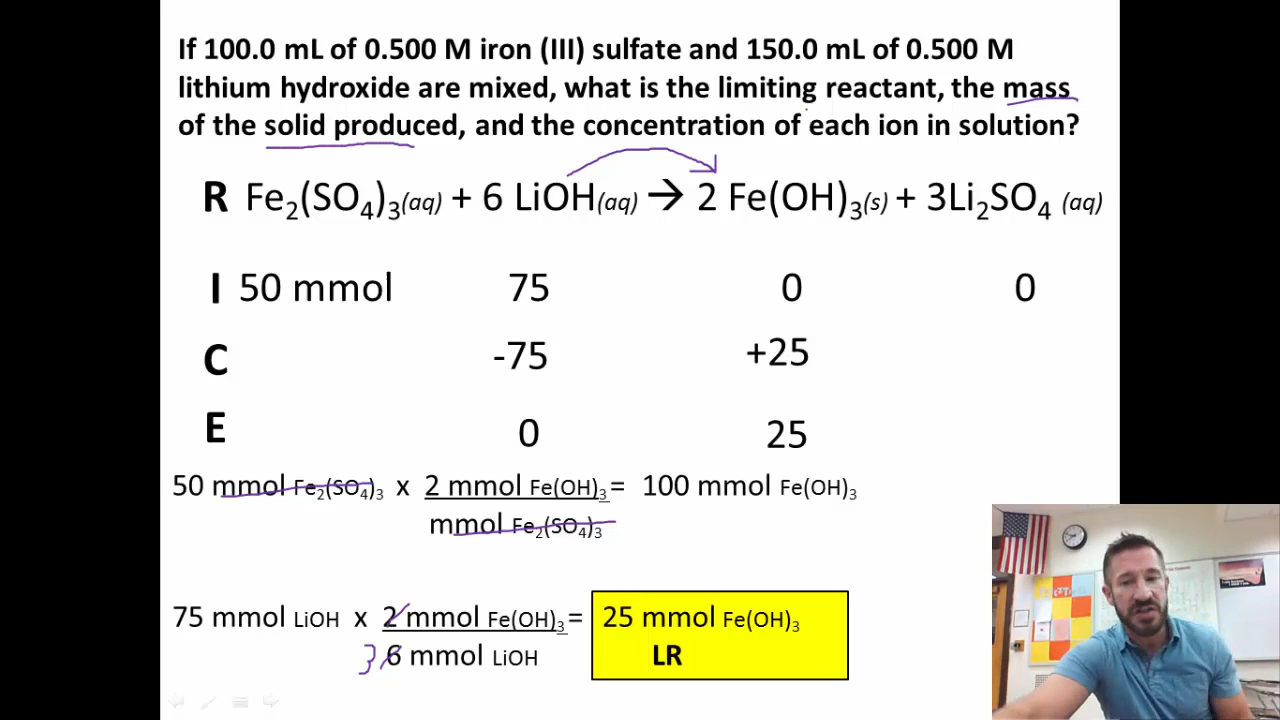 If 100.0 mL of 0.500 M iron (III) sulfate and 150.0 mL of 0.500 M
lithium hydroxide are mixed, what is the limiting reactant, the mass
of the solid produced, and the concentration of each ion in solution?
R Fe₂(SO₄)₃(aq) + 6 LiOH(aq) → 2 Fe(OH)₃(s) + 3Li₂SO₄ (aq)
I 50 mmol 75 0 0
C -75 +25
E 0 25
50 mmol Fe₂(SO₄)₃ x 2 mmol Fe(OH)₃ = 100 mmol Fe(OH)₃
mmol Fe₂(SO₄)₃
75 mmol LiOH x 2 mmol Fe(OH)₃ = 25 mmol Fe(OH)₃
3 6 mmol LiOH LR